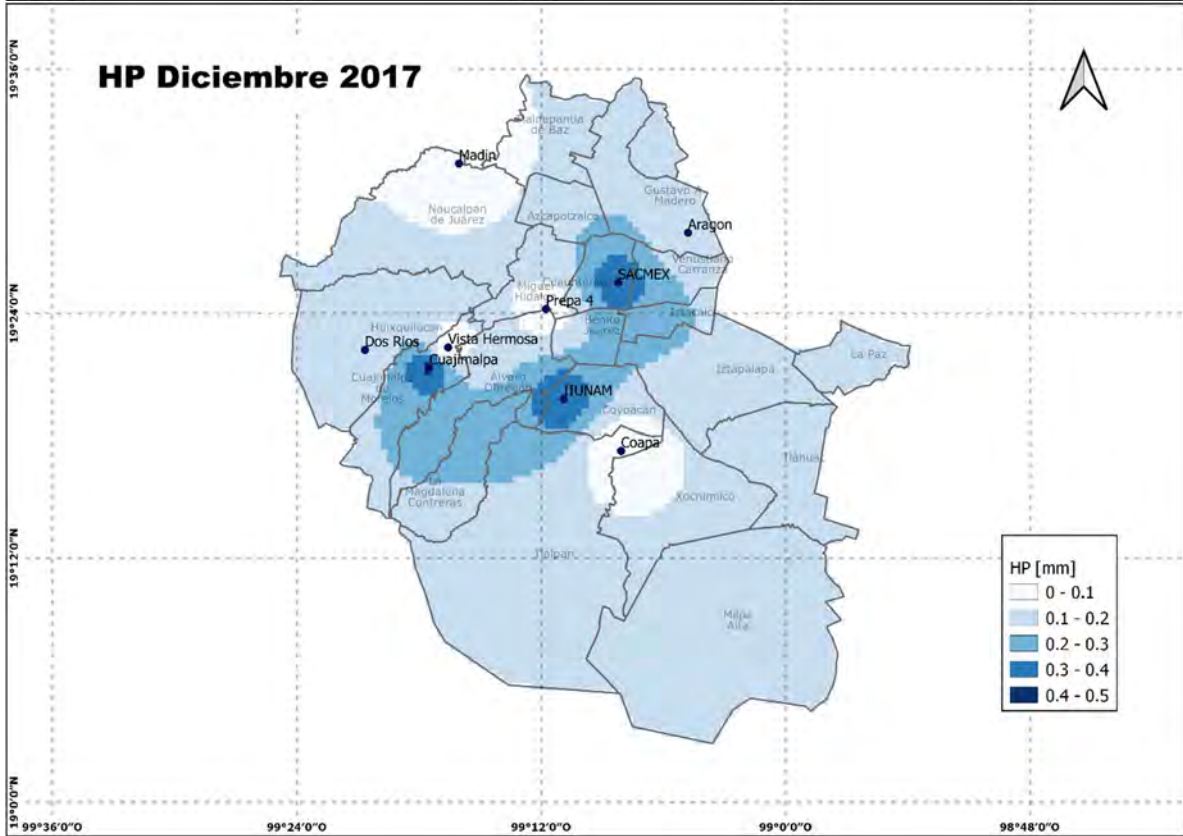 HP Diciembre 2017
19°36'0"N
19°24'0"N
19°12'0"N
19°0'0"N
99°36'0"O
99°24'0"O
99°12'0"O
99°0'0"O
98°48'0"O
de Baz
Madin
Naucalpan
de Juárez
Azcapotzalco
Gustavo A.
Madero
Aragon
Venustiano
Carranza
SACMEX
Miguel
Hidalgo
Prepa 4
Benito
Juárez
Iztacalco
Huixquilucan
Dos Rios
Vista Hermosa
Cuajimalpa
Cuajimalpa
de
Morelos
Alvaro
Obregón
IIUNAM
Coyoacán
Iztapalapa
La Paz
Coapa
Tláhuac
Xochimilco
La
Magdalena
Contreras
Tlalpan
Milpa
Alta
HP [mm]
0 - 0.1
0.1 - 0.2
0.2 - 0.3
0.3 - 0.4
0.4 - 0.5